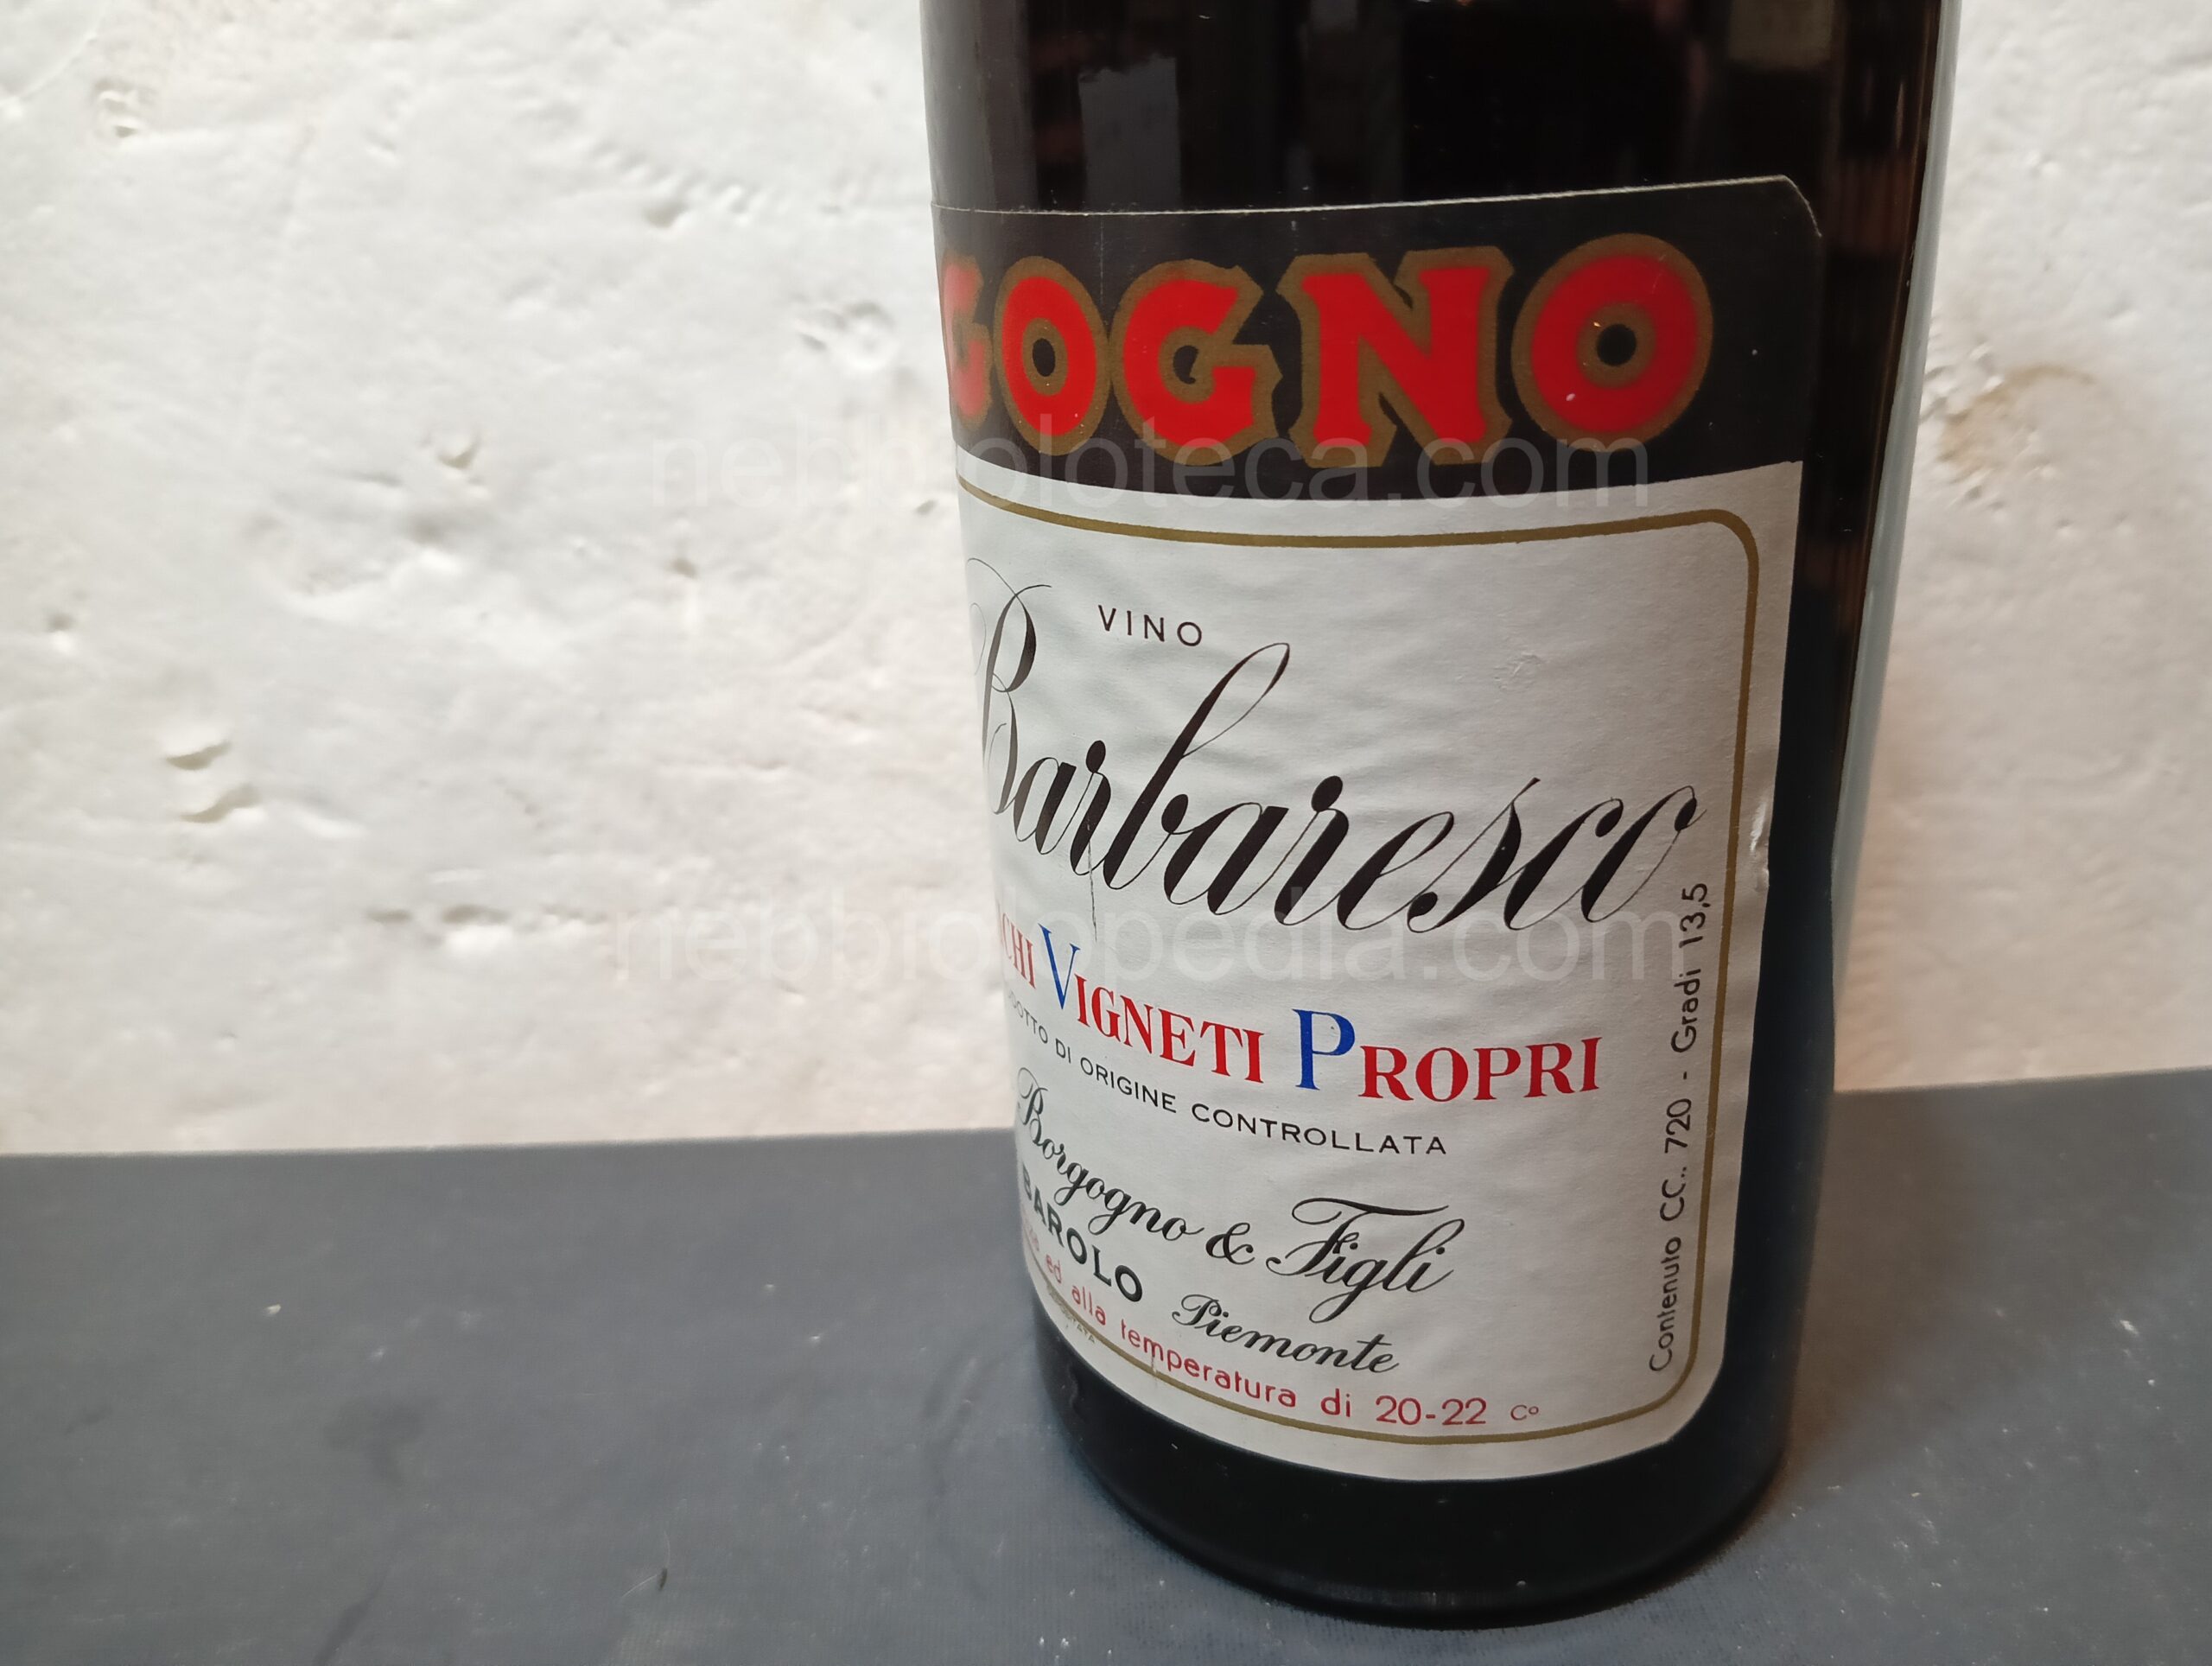 GOGNO
nebbioloteca.com
VINO
Barbaresco
nebbiolopedia.com
VIGNETI PROPRI
DI ORIGINE CONTROLLATA
Borgogno & Figli
BAROLO Piemonte
ed alla temperatura di 20-22 C°
Contenuto CC.. 720 - Gradi 13,5